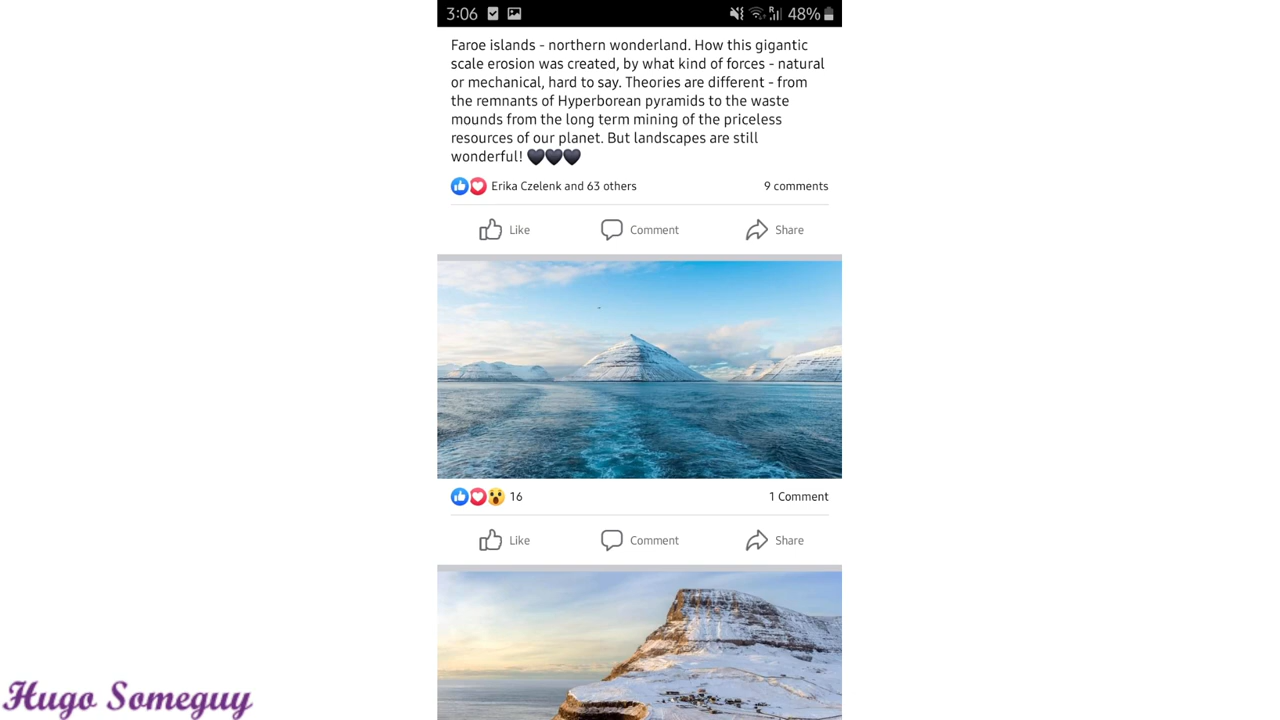 3:06 48%
Faroe islands - northern wonderland. How this gigantic
scale erosion was created, by what kind of forces - natural
or mechanical, hard to say. Theories are different - from
the remnants of Hyperborean pyramids to the waste
mounds from the long term mining of the priceless
resources of our planet. But landscapes are still
wonderful! 🖤🖤🖤
Erika Czelenk and 63 others 9 comments
Like Comment Share
16 1 Comment
Like Comment Share
Hugo Someguy